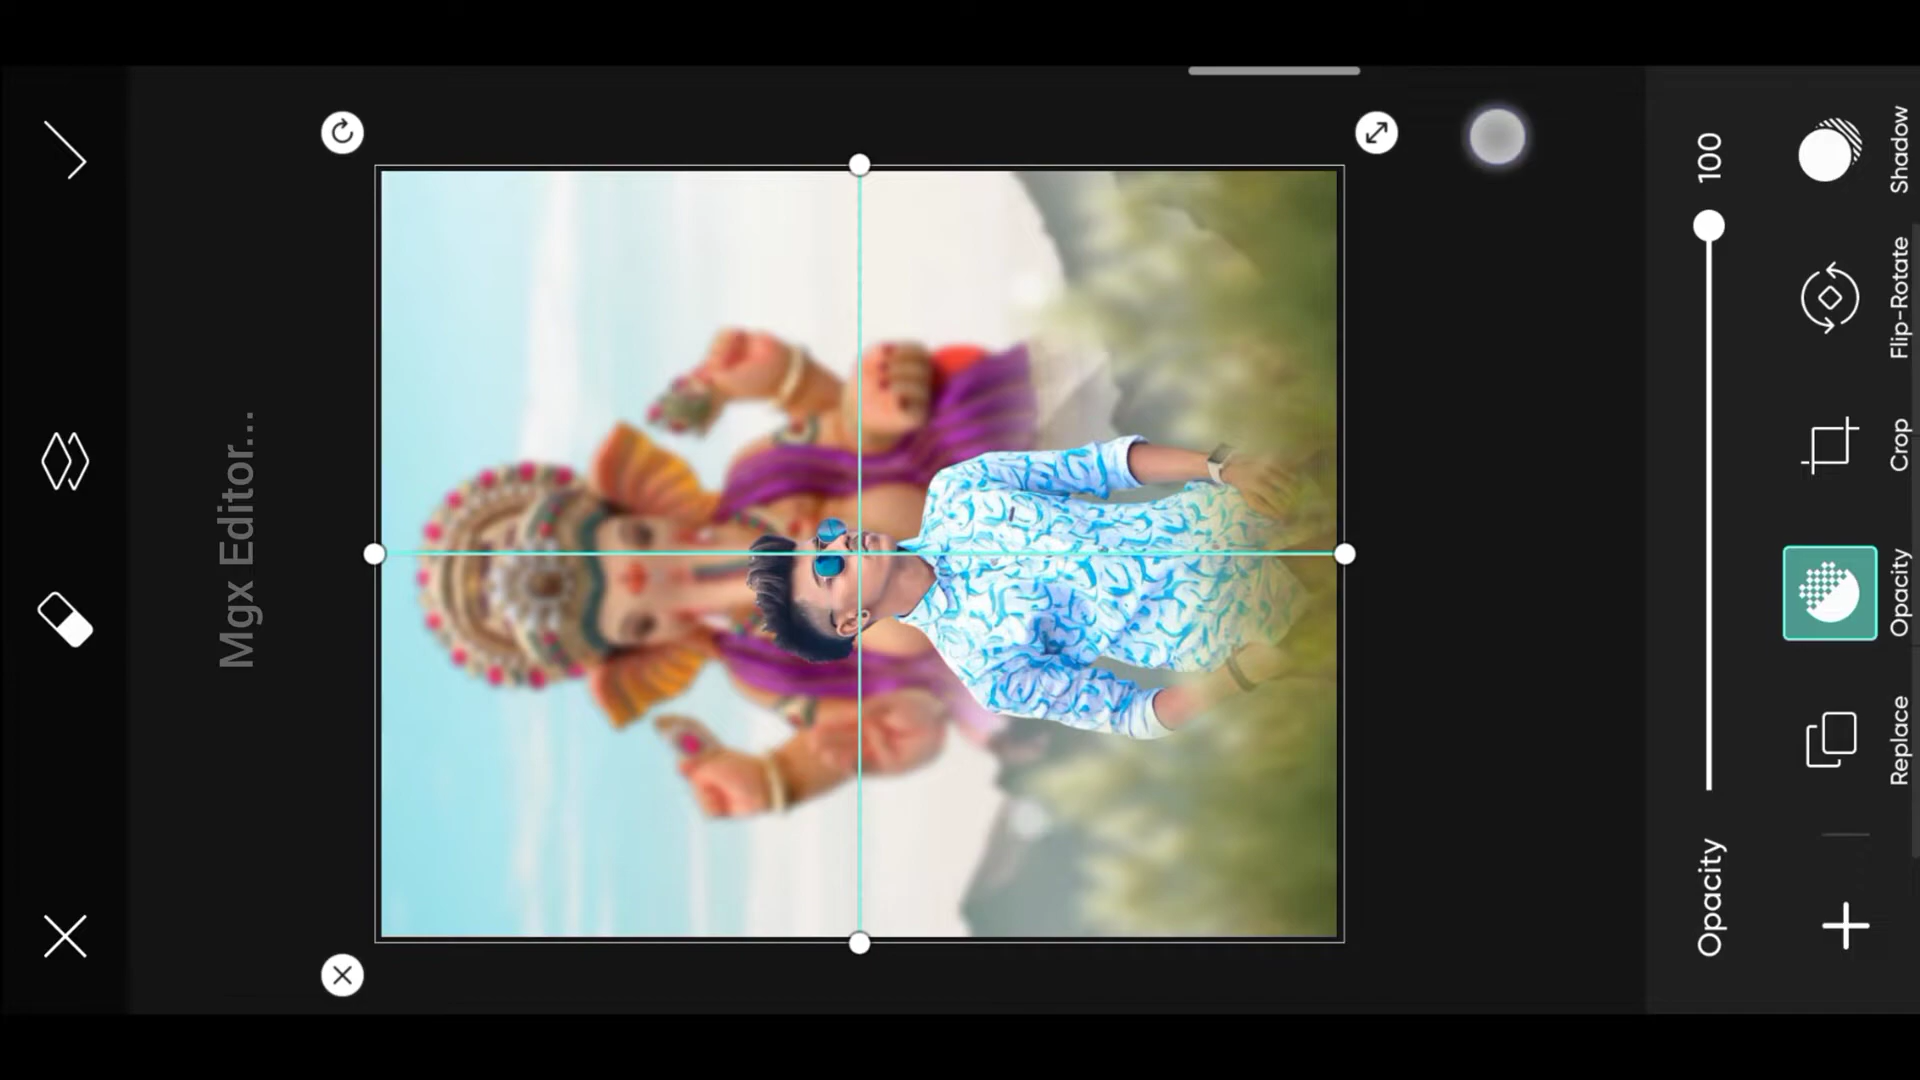 Mgx Editor...
Opacity
100
Replace
Opacity
Crop
Flip-Rotate
Shadow